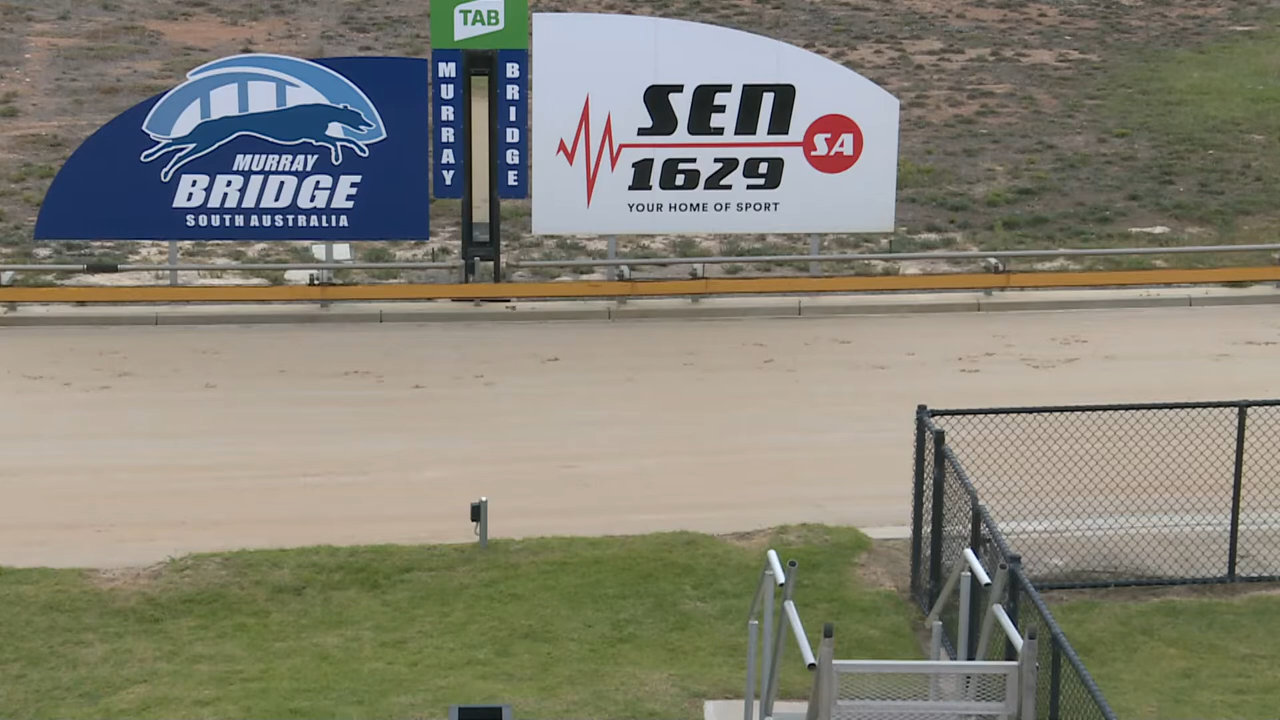 TAB
MURRAY
BRIDGE
MURRAY
BRIDGE
SOUTH AUSTRALIA
SEN
1629
SA
YOUR HOME OF SPORT